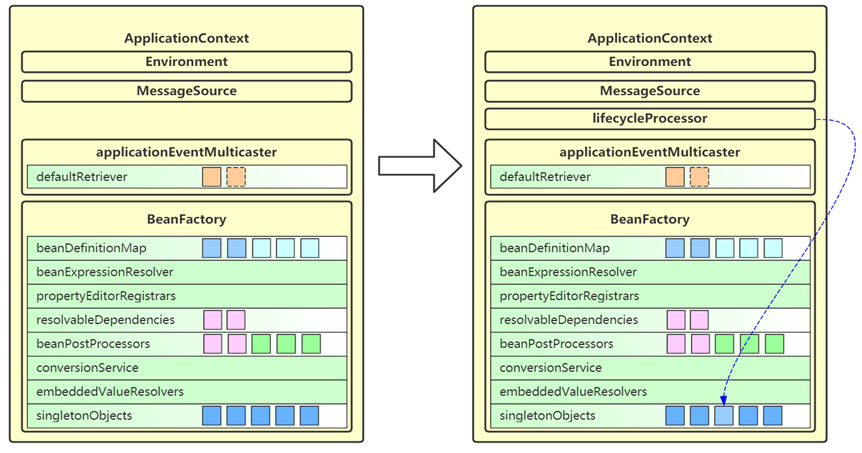 ApplicationContext
Environment
MessageSource
applicationEventMulticaster
defaultRetriever
BeanFactory
beanDefinitionMap
beanExpressionResolver
propertyEditorRegistrars
resolvableDependencies
beanPostProcessors
conversionService
embeddedValueResolvers
singletonObjects
ApplicationContext
Environment
MessageSource
lifecycleProcessor
applicationEventMulticaster
defaultRetriever
BeanFactory
beanDefinitionMap
beanExpressionResolver
propertyEditorRegistrars
resolvableDependencies
beanPostProcessors
conversionService
embeddedValueResolvers
singletonObjects